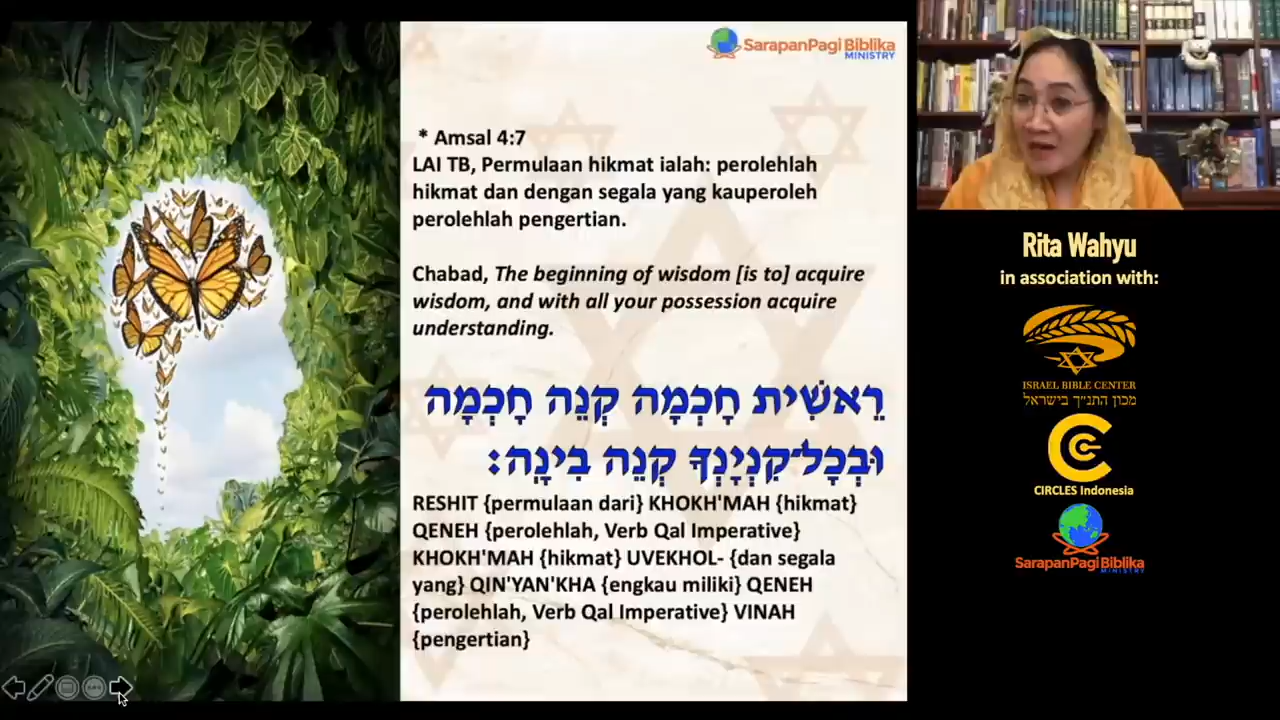 SarapanPagi Biblika
MINISTRY
* Amsal 4:7
LAI TB, Permulaan hikmat ialah: perolehlah
hikmat dan dengan segala yang kauperoleh
perolehlah pengertian.
Chabad, The beginning of wisdom [is to] acquire
wisdom, and with all your possession acquire
understanding.
רֵאשִׁית חָכְמָה קְנֵה חָכְמָה
וּבְכָל־קִנְיָנְךָ קְנֵה בִינָֽה׃
RESHIT {permulaan dari} KHOKH'MAH {hikmat}
QENEH {perolehlah, Verb Qal Imperative}
KHOKH'MAH {hikmat} UVEKHOL- {dan segala
yang} QIN'YAN'KHA {engkau miliki} QENEH
{perolehlah, Verb Qal Imperative} VINAH
{pengertian}
Rita Wahyu
in association with:
ISRAEL BIBLE CENTER
מכון התנ״ך בישראל
CIRCLES Indonesia
SarapanPagi Biblika
MINISTRY